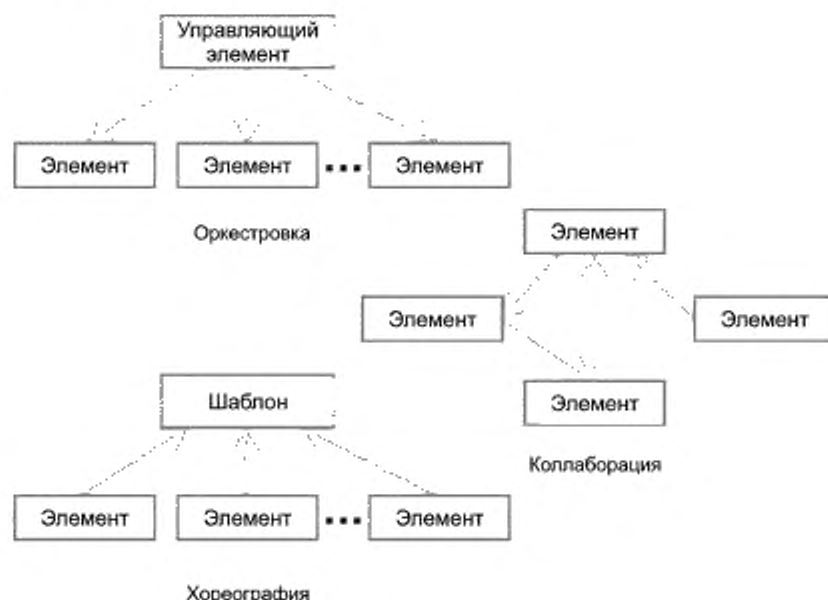 Управляющий
элемент
Элемент Элемент ... Элемент
Оркестровка
Элемент
Элемент Элемент
Элемент
Коллаборация
Шаблон
Элемент Элемент ... Элемент
Хореография